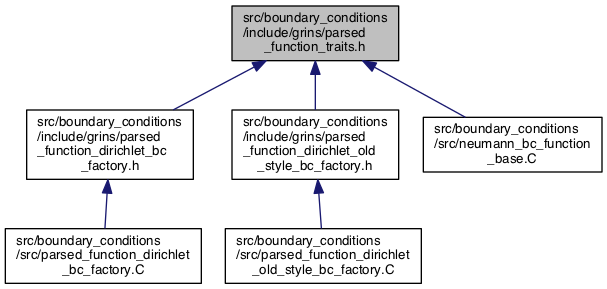 src/boundary_conditions
/include/grins/parsed
_function_traits.h
src/boundary_conditions
/include/grins/parsed
_function_dirichlet_bc
_factory.h
src/boundary_conditions
/include/grins/parsed
_function_dirichlet_old
_style_bc_factory.h
src/boundary_conditions
/src/neumann_bc_function
_base.C
src/boundary_conditions
/src/parsed_function_dirichlet
_bc_factory.C
src/boundary_conditions
/src/parsed_function_dirichlet
_old_style_bc_factory.C